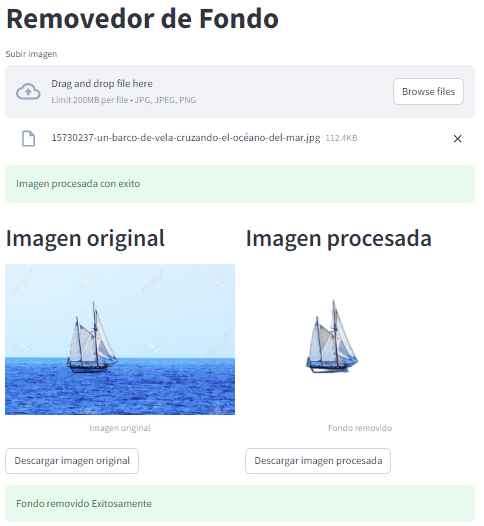 Removedor de Fondo
Subir imagen
Drag and drop file here
Limit 200MB per file • JPG, JPEG, PNG
Browse files
15730237-un-barco-de-vela-cruzando-el-océano-del-mar.jpg 112.4KB
Imagen procesada con exito
Imagen original
Imagen procesada
Imagen original
Fondo removido
Descargar imagen original
Descargar imagen procesada
Fondo removido Exitosamente